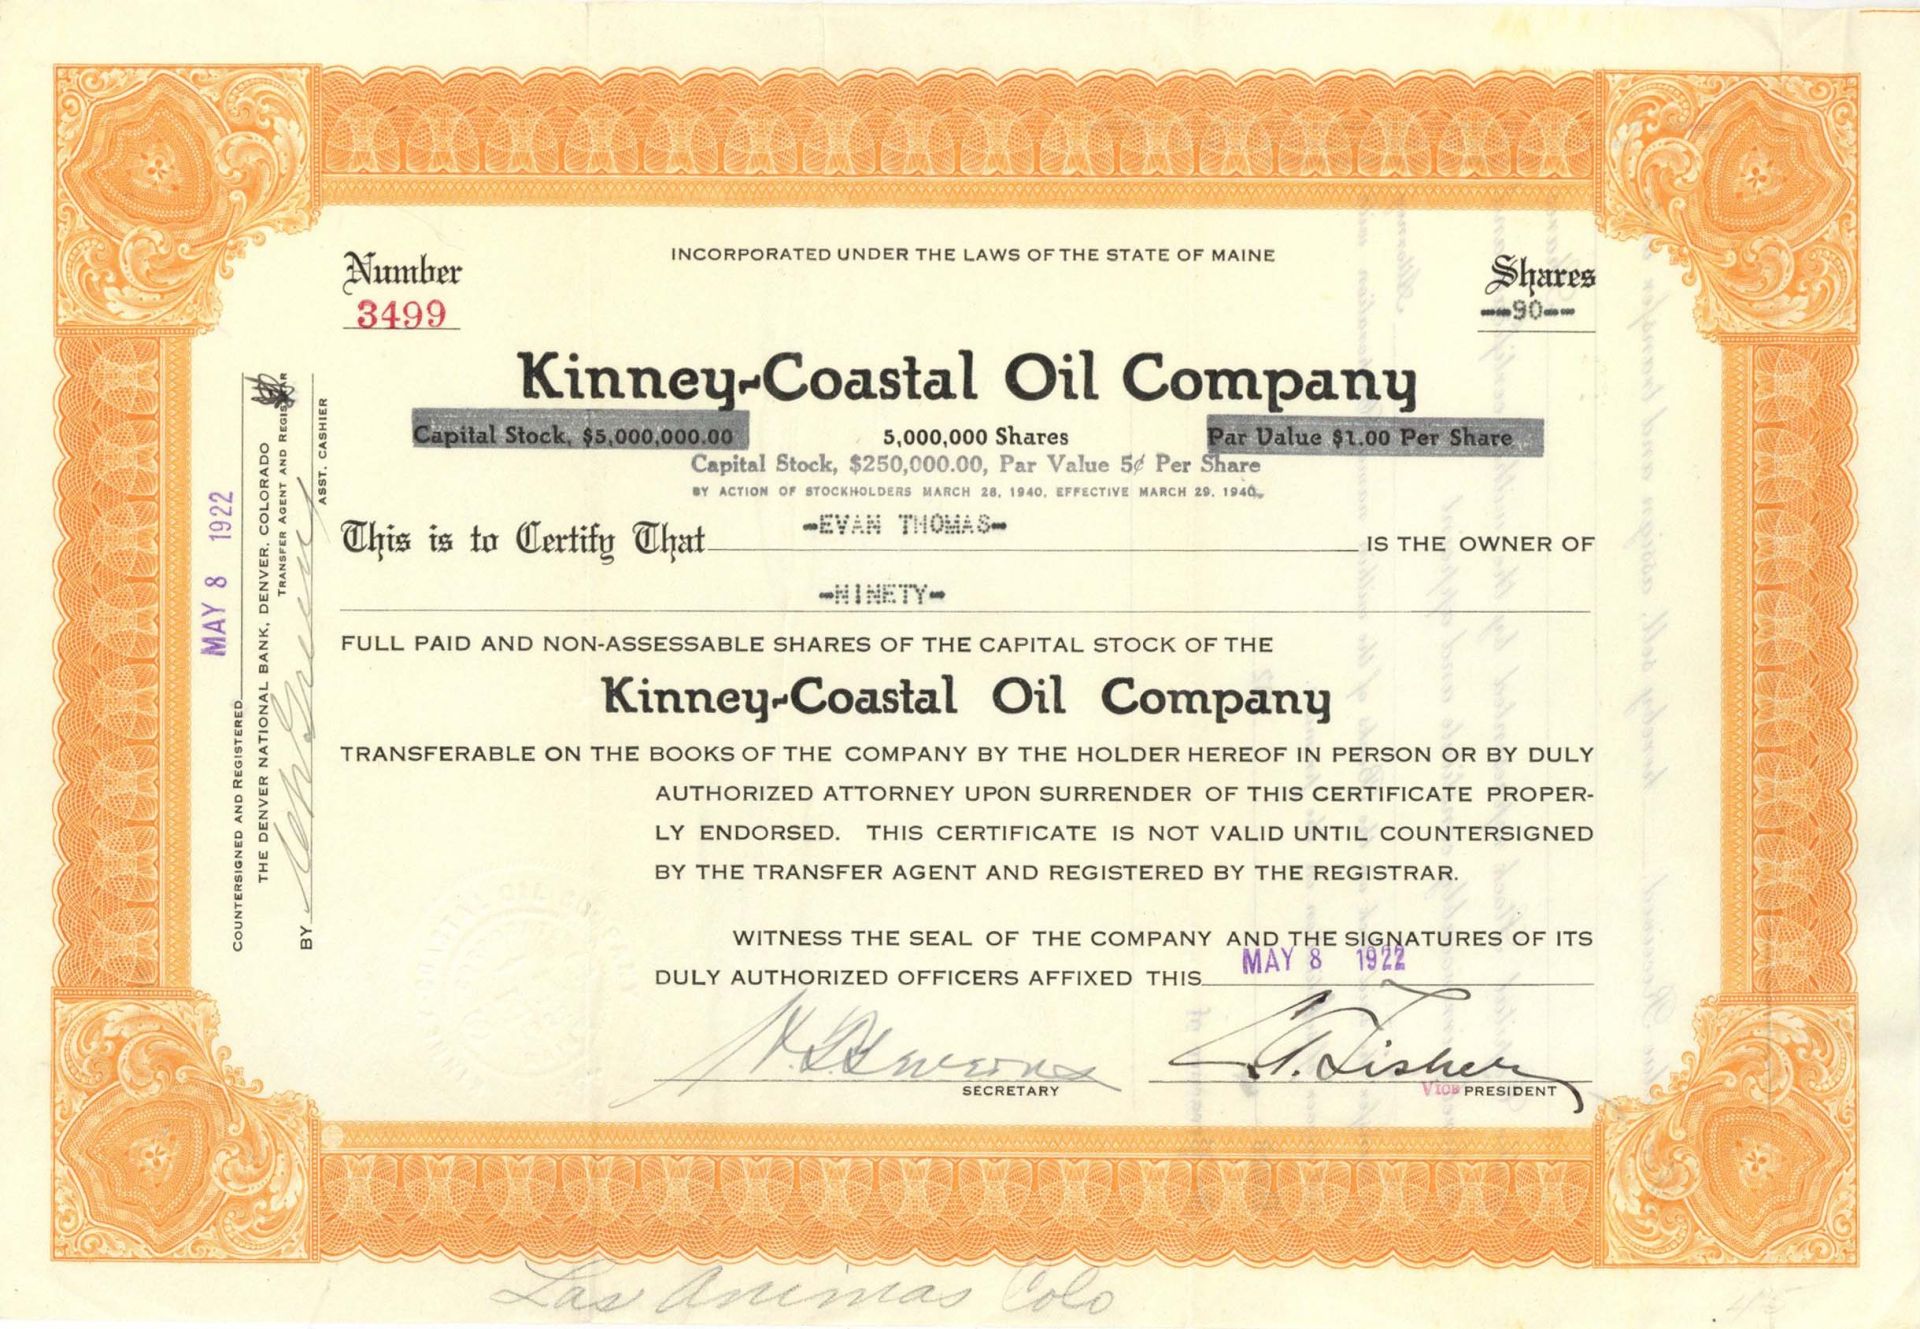 INCORPORATED UNDER THE LAWS OF THE STATE OF MAINE
Number
3499
Shares
--90--
Kinney-Coastal Oil Company
Capital Stock, $5,000,000.00 5,000,000 Shares Par Value $1.00 Per Share
Capital Stock, $250,000.00, Par Value 5¢ Per Share
BY ACTION OF STOCKHOLDERS MARCH 28, 1940, EFFECTIVE MARCH 29, 1940.
This is to Certify That -EVAN THOMAS- IS THE OWNER OF
-NINETY-
FULL PAID AND NON-ASSESSABLE SHARES OF THE CAPITAL STOCK OF THE
Kinney-Coastal Oil Company
TRANSFERABLE ON THE BOOKS OF THE COMPANY BY THE HOLDER HEREOF IN PERSON OR BY DULY
AUTHORIZED ATTORNEY UPON SURRENDER OF THIS CERTIFICATE PROPER-
LY ENDORSED. THIS CERTIFICATE IS NOT VALID UNTIL COUNTERSIGNED
BY THE TRANSFER AGENT AND REGISTERED BY THE REGISTRAR.
WITNESS THE SEAL OF THE COMPANY AND THE SIGNATURES OF ITS
DULY AUTHORIZED OFFICERS AFFIXED THIS MAY 8 1922
Fisher
SECRETARY
VICE PRESIDENT
MAY 8 1922
COUNTERSIGNED AND REGISTERED
THE DENVER NATIONAL BANK, DENVER, COLORADO
TRANSFER AGENT AND REGISTRAR
BY
ASST. CASHIER
Las Animas Colo
45